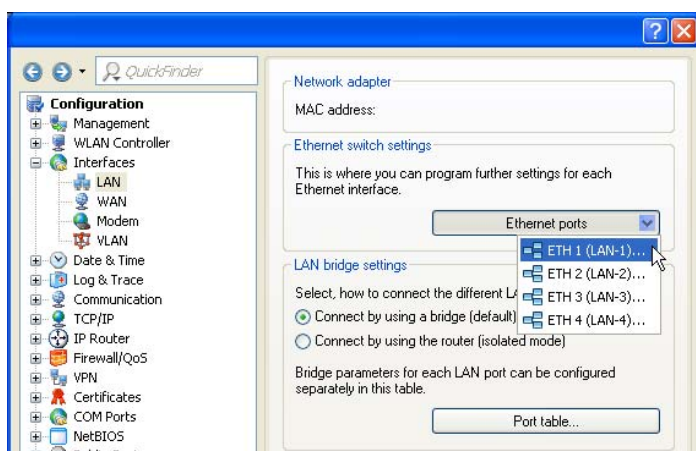 QuickFinder
Configuration
Management
WLAN Controller
Interfaces
LAN
WAN
Modem
VLAN
Date & Time
Log & Trace
Communication
TCP/IP
IP Router
Firewall/QoS
VPN
Certificates
COM Ports
NetBIOS
Network adapter
MAC address:
Ethernet switch settings
This is where you can program further settings for each
Ethernet interface.
Ethernet ports
ETH 1 (LAN-1)...
ETH 2 (LAN-2)...
ETH 3 (LAN-3)...
ETH 4 (LAN-4)...
LAN bridge settings
Select, how to connect the different
Connect by using a bridge (default)
Connect by using the router (isolated mode)
Bridge parameters for each LAN port can be configured
separately in this table.
Port table...